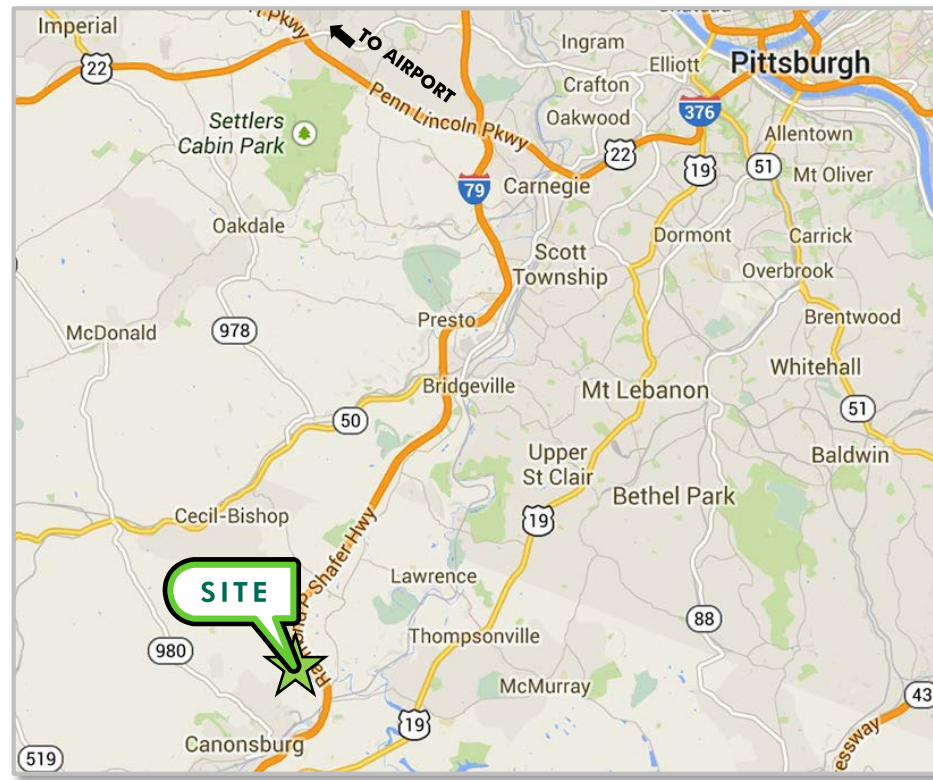 Imperial
Pkwy
TO AIRPORT
22
Ingram
Elliott
Pittsburgh
Crafton
Penn Lincoln Pkwy
Oakwood
376
Settlers
Cabin Park
22
Allentown
19
51
Mt Oliver
79
Carnegie
Oakdale
Dormont
Carrick
Scott
Township
Overbrook
McDonald
978
Presto
Brentwood
Whitehall
Bridgeville
Mt Lebanon
50
51
Upper
St Clair
Baldwin
Bethel Park
Cecil-Bishop
19
P Shafer Hwy
Lawrence
SITE
88
Thompsonville
980
McMurray
43
19
Canonsburg
519
essway